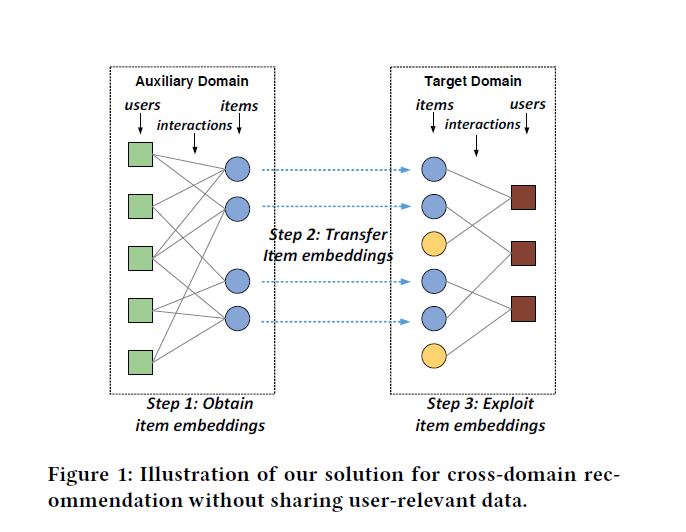 Auxiliary Domain
users
items
interactions
Target Domain
items
users
interactions
Step 2: Transfer
Item embeddings
Step 1: Obtain
item embeddings
Step 3: Exploit
item embeddings
Figure 1: Illustration of our solution for cross-domain rec-
ommendation without sharing user-relevant data.